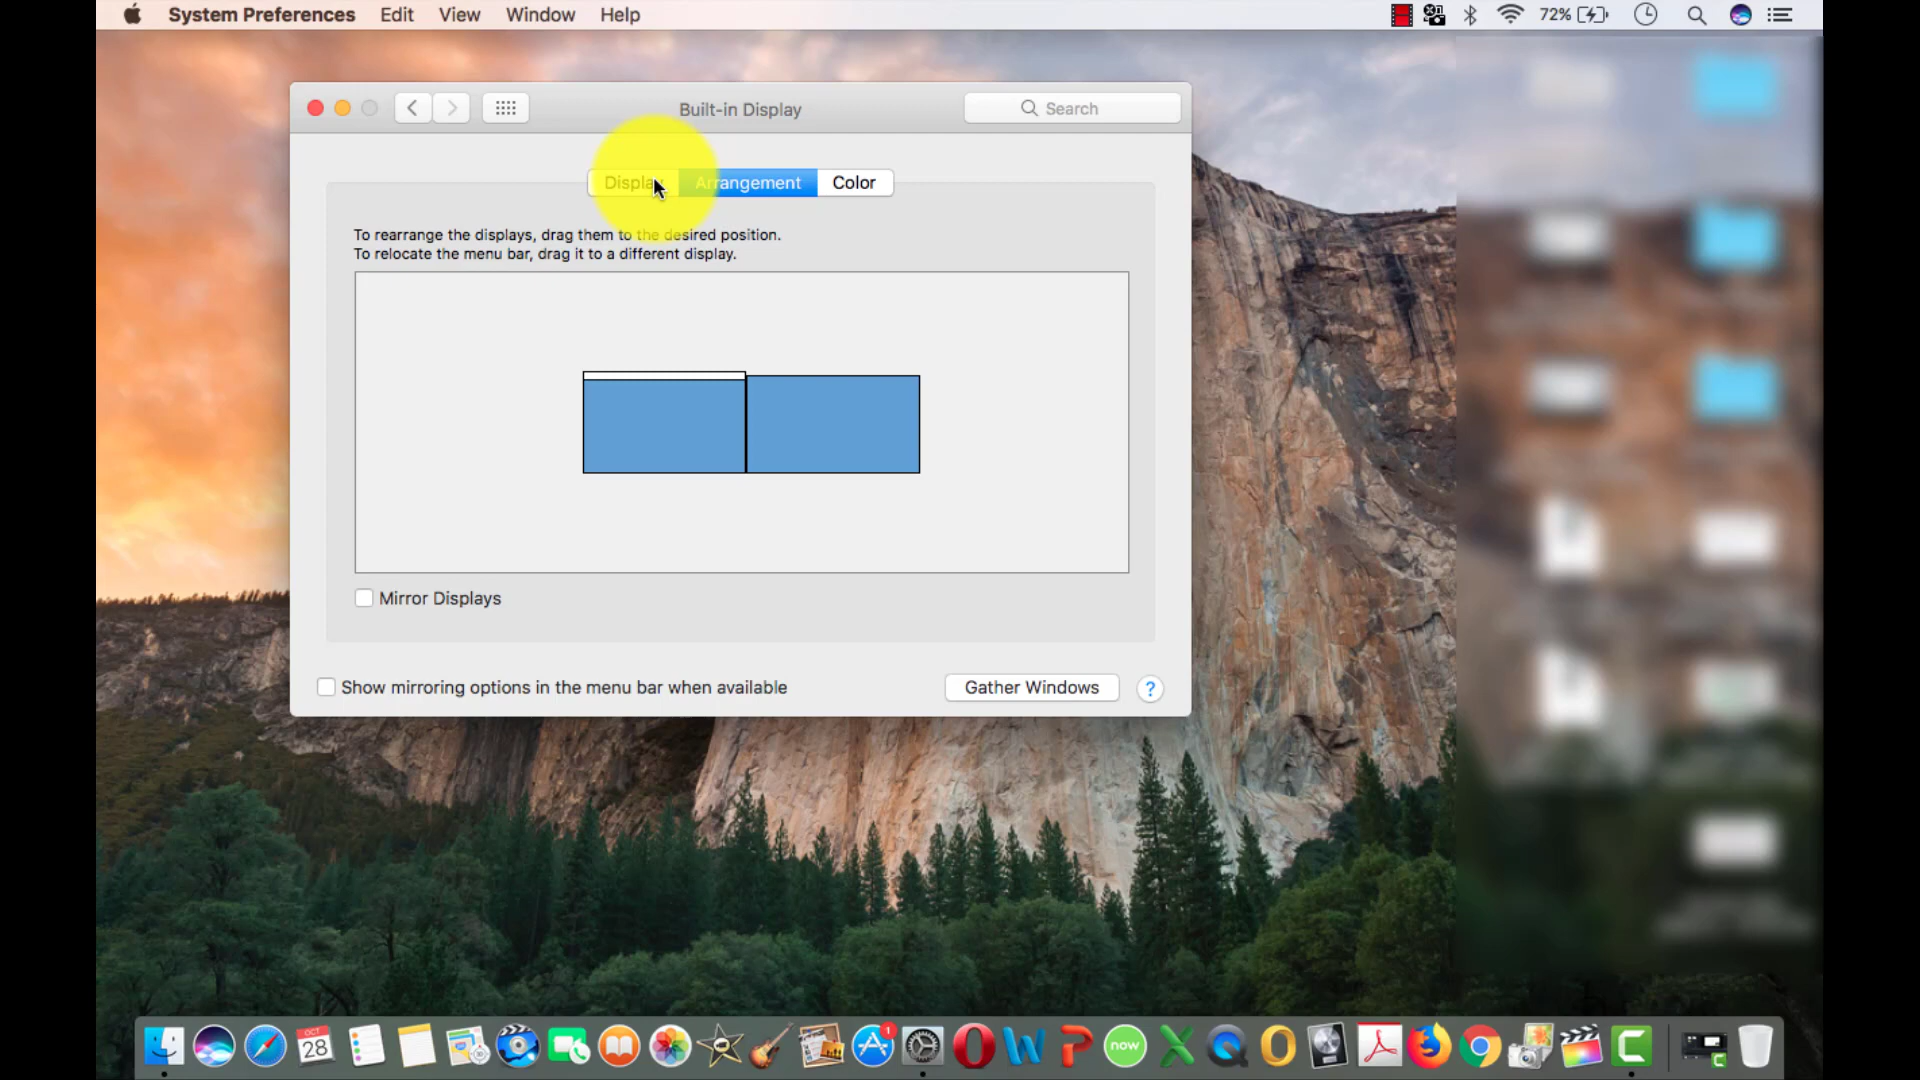 System Preferences Edit View Window Help 72%
Built-in Display Search
Display Arrangement Color
To rearrange the displays, drag them to the desired position.
To relocate the menu bar, drag it to a different display.
Mirror Displays
Show mirroring options in the menu bar when available Gather Windows ?
OCT
28
1
now